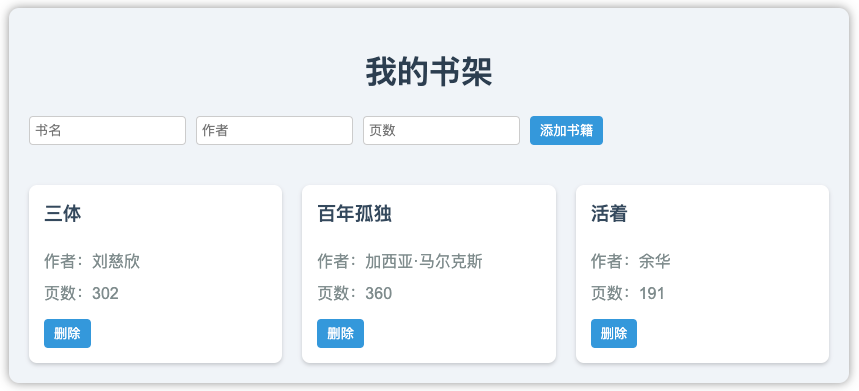 我的书架
书名 作者 页数 添加书籍
三体
作者：刘慈欣
页数：302
删除
百年孤独
作者：加西亚·马尔克斯
页数：360
删除
活着
作者：余华
页数：191
删除